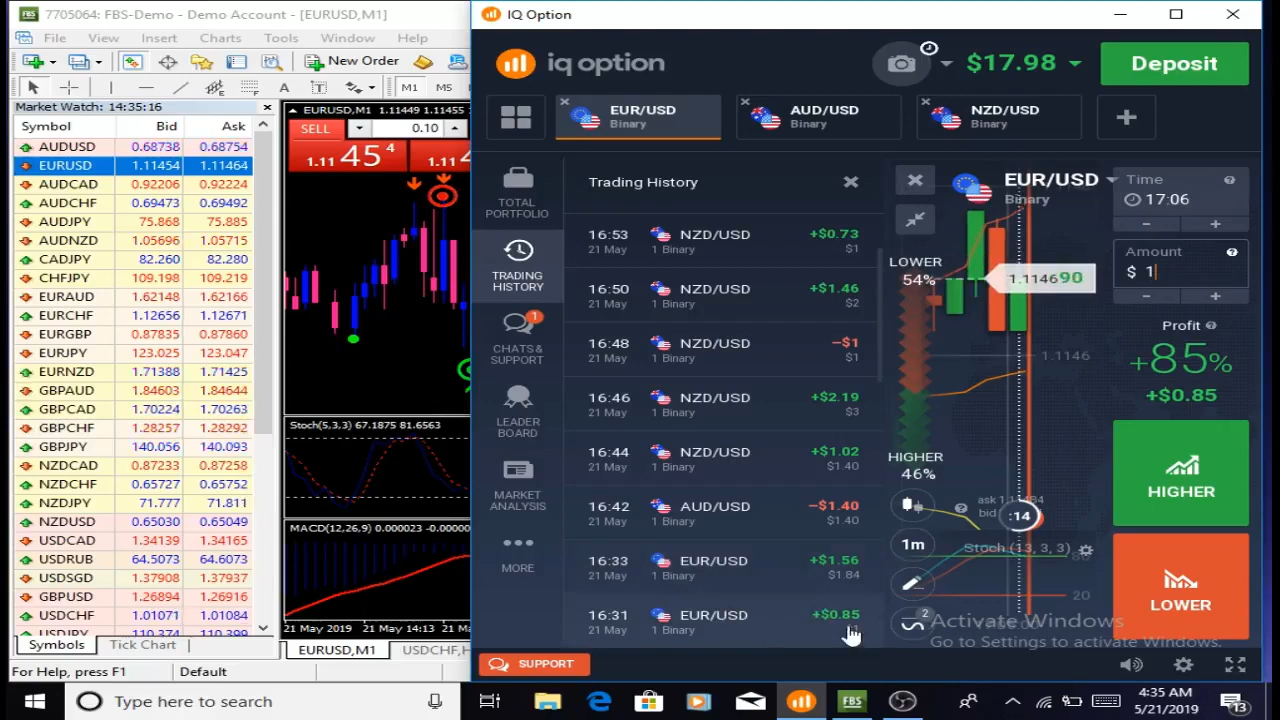 7705064: FBS-Demo - Demo Account - [EURUSD,M1]
File View Insert Charts Tools Window Help
New Order
M1 M5
Market Watch: 14:35:16
Symbol Bid Ask
AUDUSD 0.68738 0.68754
EURUSD 1.11454 1.11464
AUDCAD 0.92206 0.92224
AUDCHF 0.69473 0.69492
AUDJPY 75.868 75.885
AUDNZD 1.05696 1.05715
CADJPY 82.260 82.280
CHFJPY 109.198 109.219
EURAUD 1.62148 1.62166
EURCHF 1.12656 1.12671
EURGBP 0.87835 0.87860
EURJPY 123.025 123.047
EURNZD 1.71388 1.71425
GBPAUD 1.84603 1.84644
GBPCAD 1.70224 1.70263
GBPCHF 1.28257 1.28292
GBPJPY 140.056 140.093
NZDCAD 0.87233 0.87258
NZDCHF 0.65727 0.65752
NZDJPY 71.777 71.811
NZDUSD 0.65030 0.65049
USDCAD 1.34139 1.34165
USDRUB 64.5073 64.6073
USDSGD 1.37908 1.37937
GBPUSD 1.26896 1.26916
USDCHF 1.01071 1.01084
USDJPY 110.374 110.384
Symbols Tick Chart
For Help, press F1 Default
EURUSD,M1 1.11449 1.11455
SELL 0.10
1.11 45 4 1.11
Stoch(5,3,3) 67.1875 81.6563
MACD(12,26,9) 0.000023 -0.0000
21 May 2019 21 May 14:13
EURUSD,M1 USDCHF,H
IQ Option
iq option
$17.98
Deposit
EUR/USD
Binary
AUD/USD
Binary
NZD/USD
Binary
TOTAL
PORTFOLIO
TRADING
HISTORY
1
CHATS &
SUPPORT
LEADER
BOARD
MARKET
ANALYSIS
MORE
Trading History
16:53 NZD/USD +$0.73
21 May 1 Binary $1
16:50 NZD/USD +$1.46
21 May 1 Binary $2
16:48 NZD/USD −$1
21 May 1 Binary $1
16:46 NZD/USD +$2.19
21 May 1 Binary $3
16:44 NZD/USD +$1.02
21 May 1 Binary $1.40
16:42 AUD/USD −$1.40
21 May 1 Binary $1.40
16:33 EUR/USD +$1.56
21 May 1 Binary $1.84
16:31 EUR/USD +$0.85
21 May 1 Binary
EUR/USD
Binary
LOWER
54%
1.114690
1.1146
HIGHER
46%
ask 1.11484
bid
:14
1m
Stoch (13, 3, 3)
80
20
2
Time
17:06
− +
Amount
$ 1
− +
Profit
+85%
+$0.85
HIGHER
LOWER
Activate Windows
Go to Settings to activate Windows.
SUPPORT
Type here to search
FBS
4:35 AM
5/21/2019
13